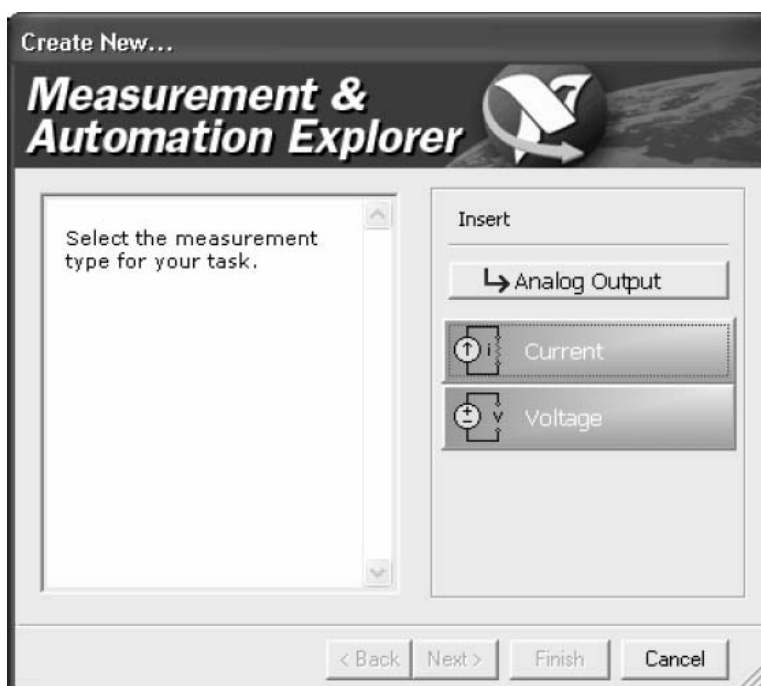 Create New...
Measurement &
Automation Explorer
Select the measurement
type for your task.
Insert
Analog Output
i Current
V Voltage
< Back Next > Finish Cancel